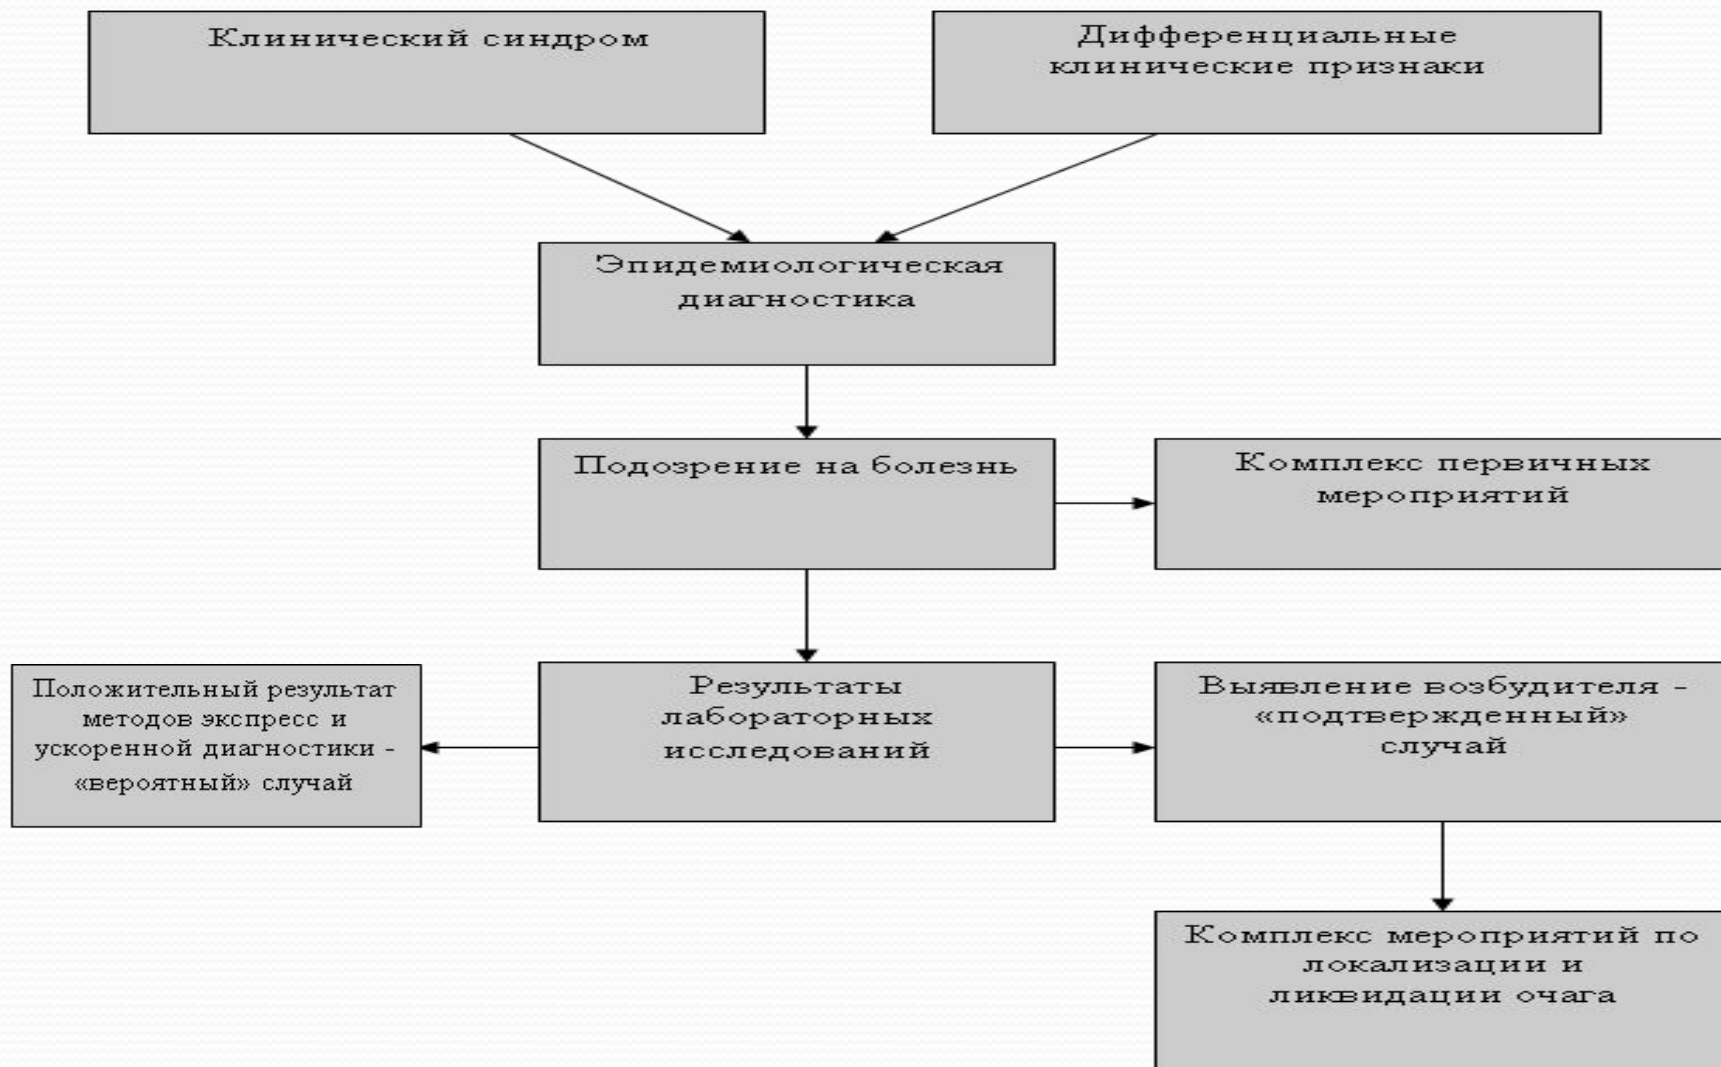 Клинический синдром
Дифференциальные
клинические признаки
Эпидемиологическая
диагностика
Подозрение на болезнь
Комплекс первичных
мероприятий
Положительный результат
методов экспресс и
ускоренной диагностики -
«вероятный» случай
Результаты
лабораторных
исследований
Выявление возбудителя -
«подтвержденный»
случай
Комплекс мероприятий по
локализации и
ликвидации очага